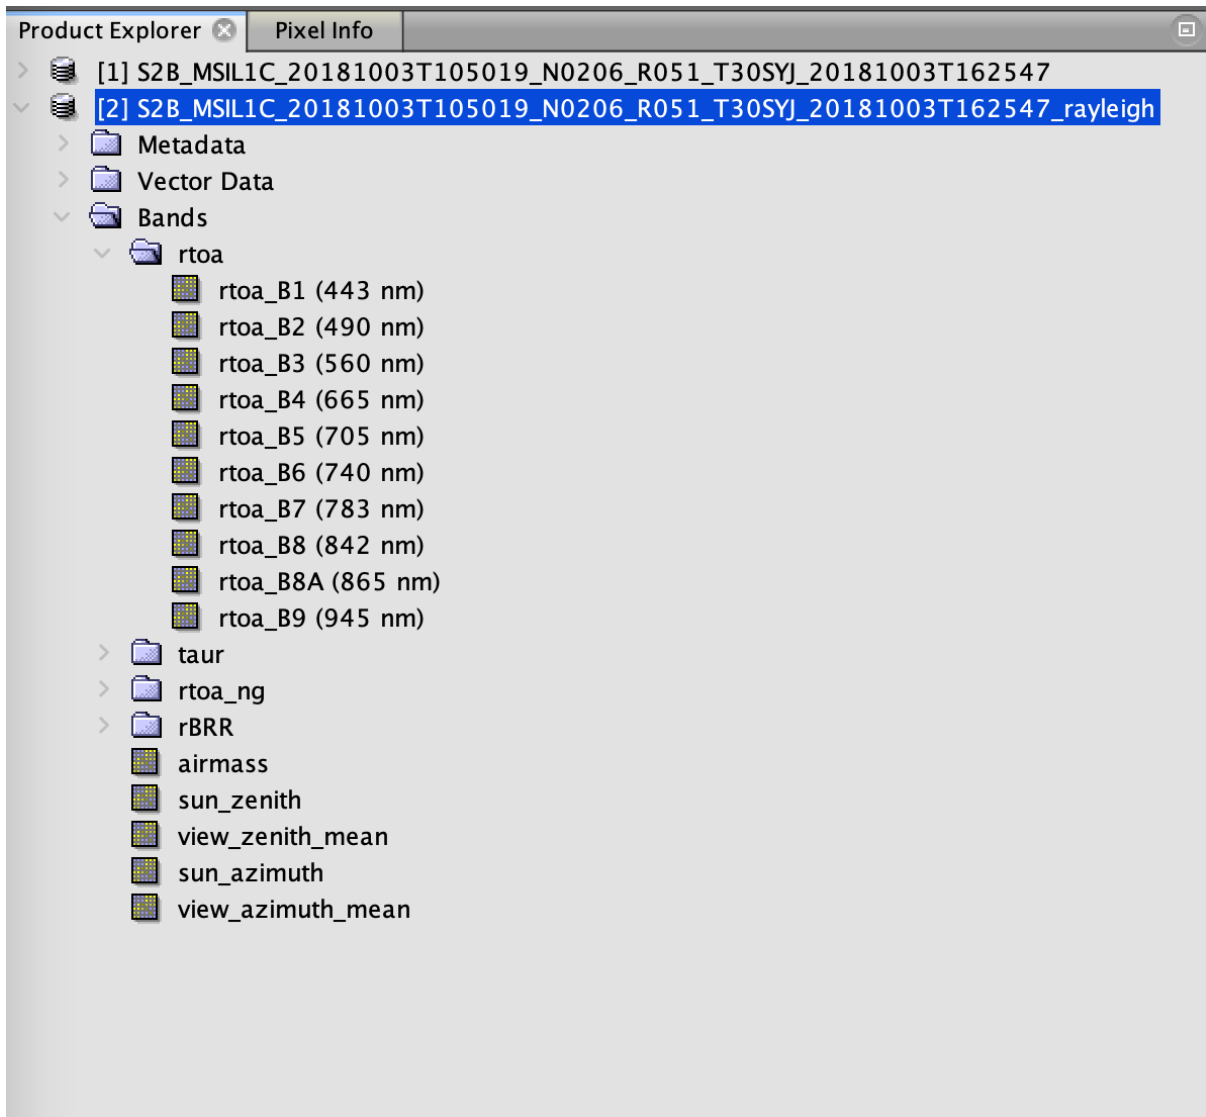 Product Explorer Pixel Info
[1] S2B_MSIL1C_20181003T105019_N0206_R051_T30SYJ_20181003T162547
[2] S2B_MSIL1C_20181003T105019_N0206_R051_T30SYJ_20181003T162547_rayleigh
Metadata
Vector Data
Bands
rtoa
rtoa_B1 (443 nm)
rtoa_B2 (490 nm)
rtoa_B3 (560 nm)
rtoa_B4 (665 nm)
rtoa_B5 (705 nm)
rtoa_B6 (740 nm)
rtoa_B7 (783 nm)
rtoa_B8 (842 nm)
rtoa_B8A (865 nm)
rtoa_B9 (945 nm)
taur
rtoa_ng
rBRR
airmass
sun_zenith
view_zenith_mean
sun_azimuth
view_azimuth_mean